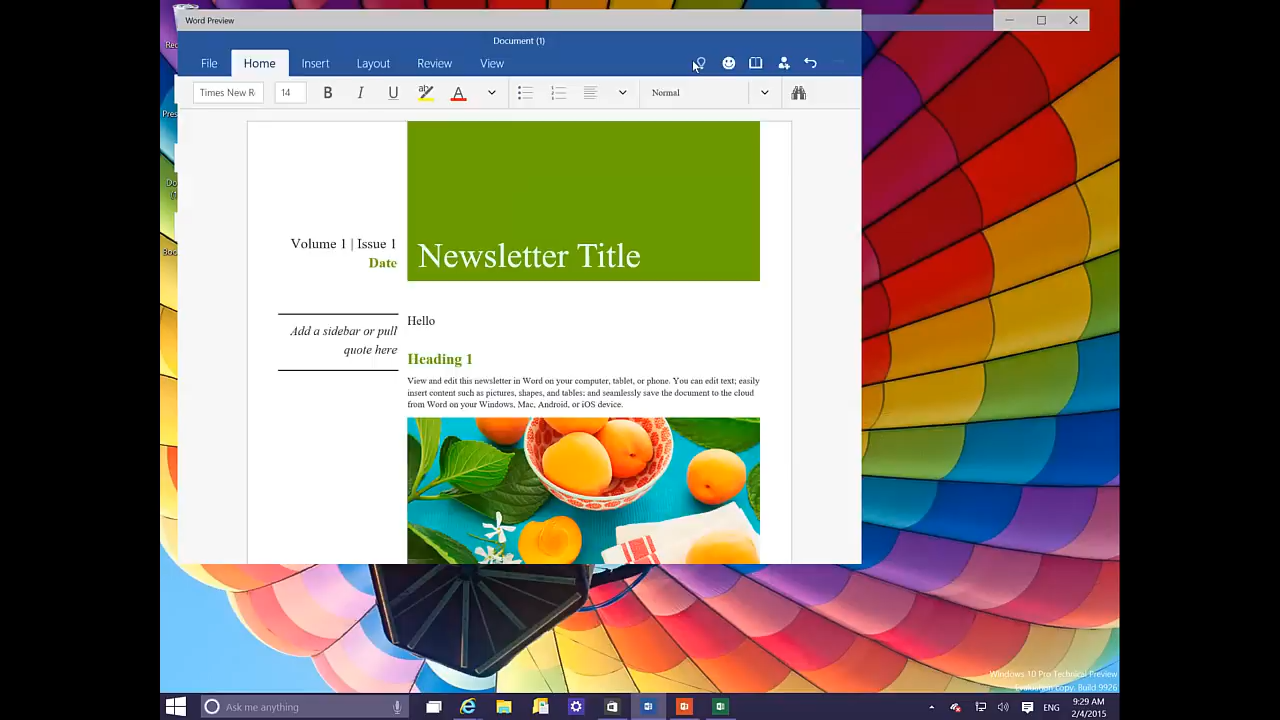 Word Preview
Document (1)
File Home Insert Layout Review View
Times New R 14 B I U ab A Normal
Volume 1 | Issue 1
Date
Newsletter Title
Add a sidebar or pull
quote here
Hello
Heading 1
View and edit this newsletter in Word on your computer, tablet, or phone. You can edit text; easily
insert content such as pictures, shapes, and tables; and seamlessly save the document to the cloud
from Word on your Windows, Mac, Android, or iOS device.
Windows 10 Pro Technical Preview
Evaluation copy. Build 9926
Ask me anything
ENG
9:29 AM
2/4/2015